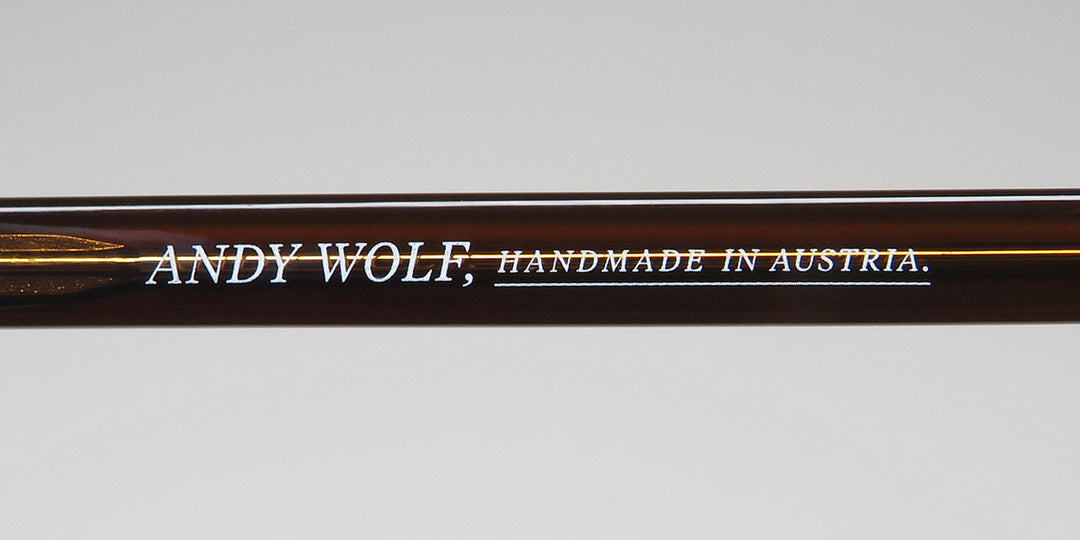 ANDY WOLF, HANDMADE IN AUSTRIA.